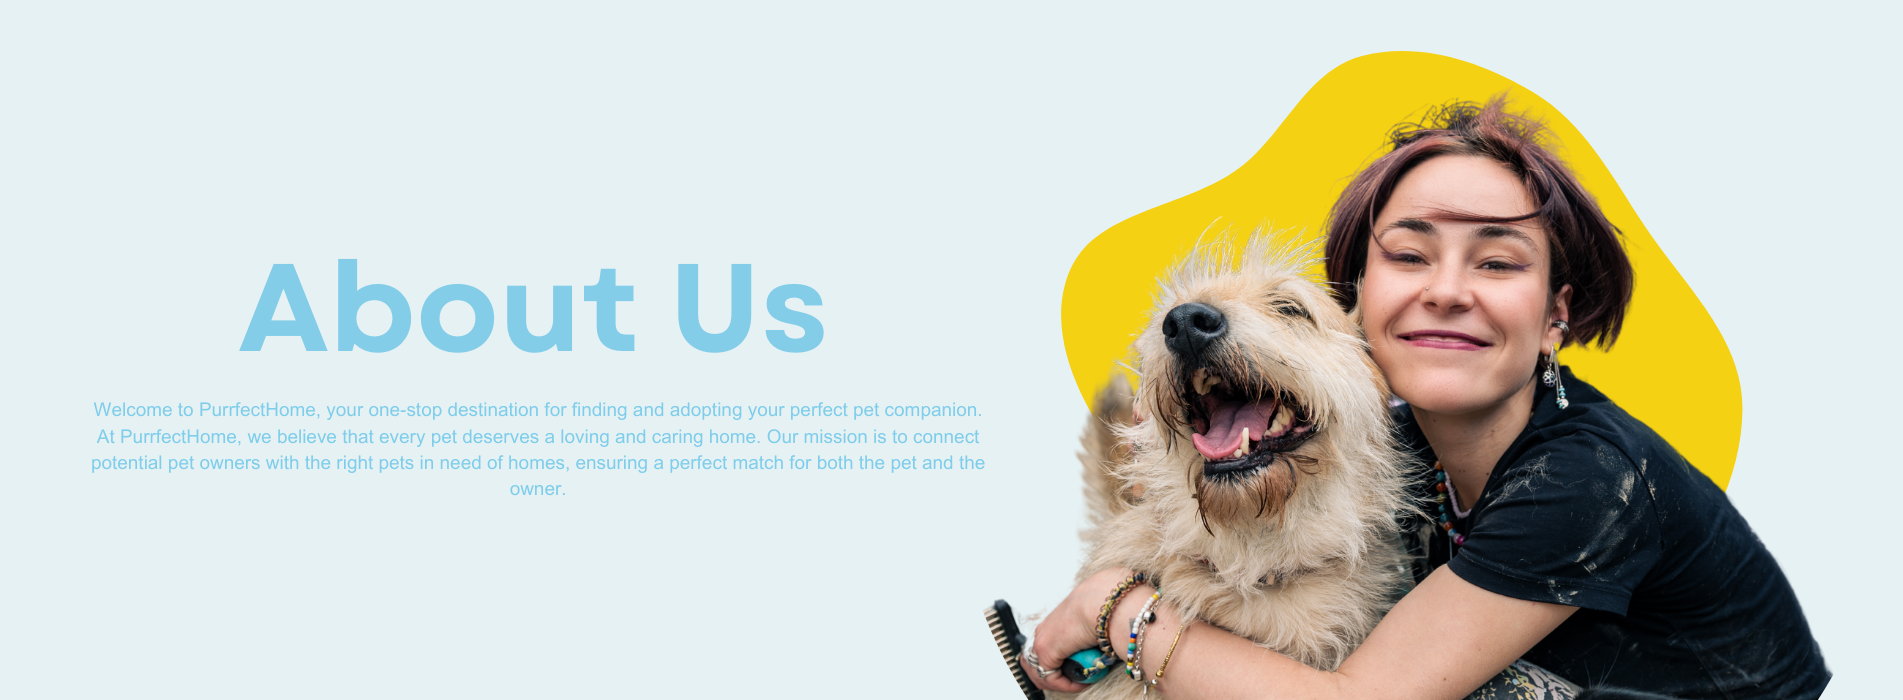 About Us
Welcome to PurrfectHome, your one-stop destination for finding and adopting your perfect pet companion.
At PurrfectHome, we believe that every pet deserves a loving and caring home. Our mission is to connect
potential pet owners with the right pets in need of homes, ensuring a perfect match for both the pet and the
owner.